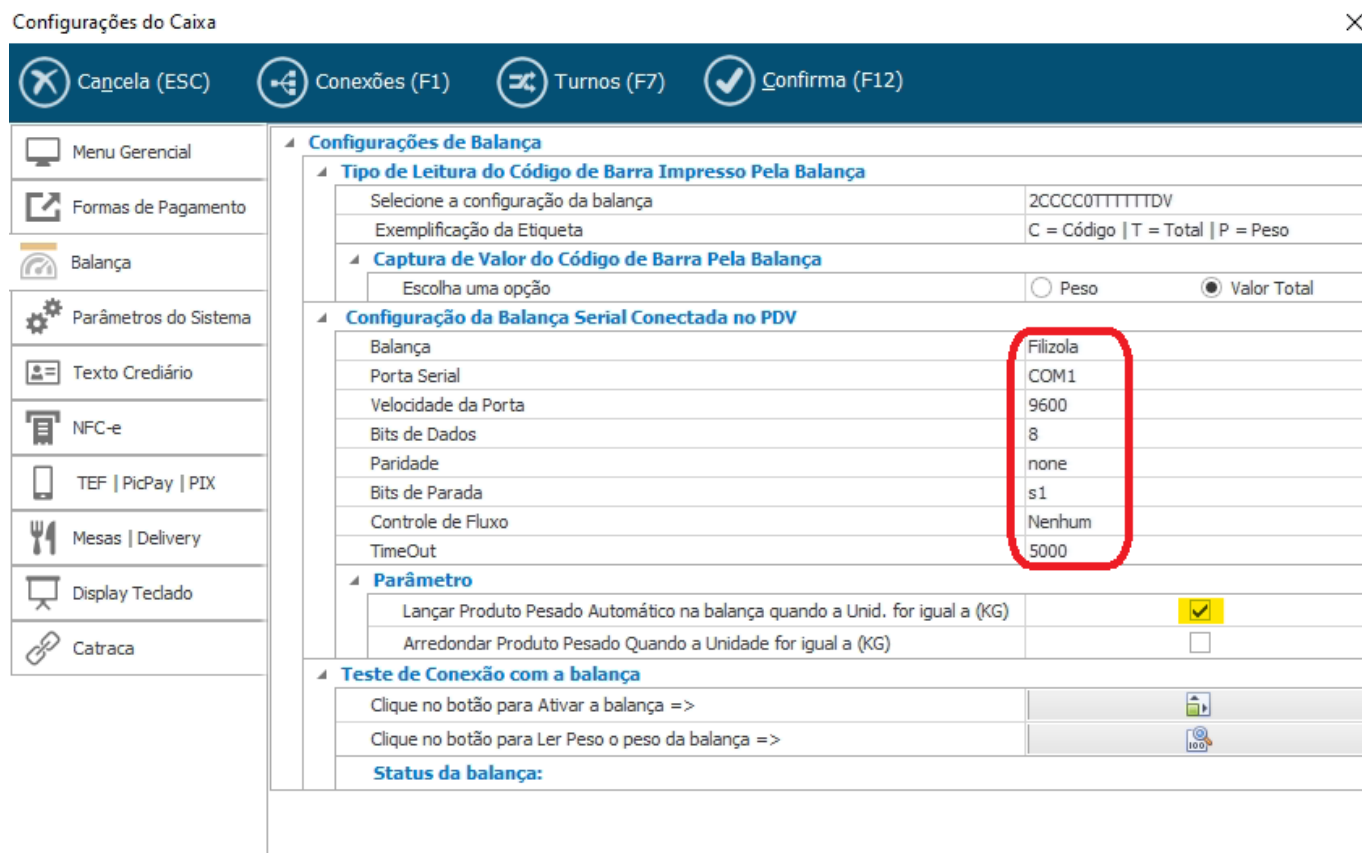 Configurações do Caixa
Cancela (ESC) Conexões (F1) Turnos (F7) Confirma (F12)
Menu Gerencial
Formas de Pagamento
Balança
Parâmetros do Sistema
Texto Crediário
NFC-e
TEF | PicPay | PIX
Mesas | Delivery
Display Teclado
Catraca
Configurações de Balança
Tipo de Leitura do Código de Barra Impresso Pela Balança
Selecione a configuração da balança 2CCCC0TTTTTTDV
Exemplificação da Etiqueta C = Código | T = Total | P = Peso
Captura de Valor do Código de Barra Pela Balança
Escolha uma opção Peso Valor Total
Configuração da Balança Serial Conectada no PDV
Balança Filizola
Porta Serial COM1
Velocidade da Porta 9600
Bits de Dados 8
Paridade none
Bits de Parada s1
Controle de Fluxo Nenhum
TimeOut 5000
Parâmetro
Lançar Produto Pesado Automático na balança quando a Unid. for igual a (KG)
Arredondar Produto Pesado Quando a Unidade for igual a (KG)
Teste de Conexão com a balança
Clique no botão para Ativar a balança =>
Clique no botão para Ler Peso o peso da balança => 100
Status da balança: